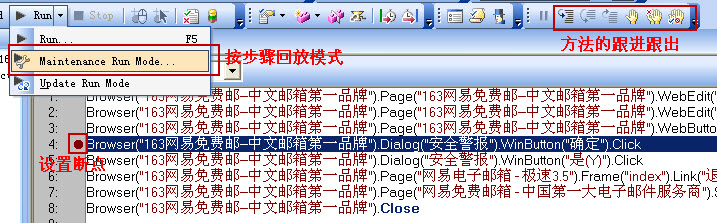 Run Stop
Run... F5
Maintenance Run Mode...
Update Run Mode
按步骤回放模式
方法的跟进跟出
设置断点
1: Browser("163网易免费邮--中文邮箱第一品牌").Page("163网易免费邮--中文邮箱第一品牌").WebEdit("
2: Browser("163网易免费邮--中文邮箱第一品牌").Page("163网易免费邮--中文邮箱第一品牌").WebEdit("
3: Browser("163网易免费邮--中文邮箱第一品牌").Page("163网易免费邮--中文邮箱第一品牌").WebButto
4: Browser("163网易免费邮--中文邮箱第一品牌").Dialog("安全警报").WinButton("确定").Click
5: Browser("163网易免费邮--中文邮箱第一品牌").Dialog("安全警报").WinButton("是(Y)").Click
6: Browser("163网易免费邮--中文邮箱第一品牌").Page("网易电子邮箱 - 极速3.5").Frame("index").Link("退
7: Browser("163网易免费邮--中文邮箱第一品牌").Page("网易免费邮箱 - 中国第一大电子邮件服务商").S
8: Browser("163网易免费邮--中文邮箱第一品牌").Close